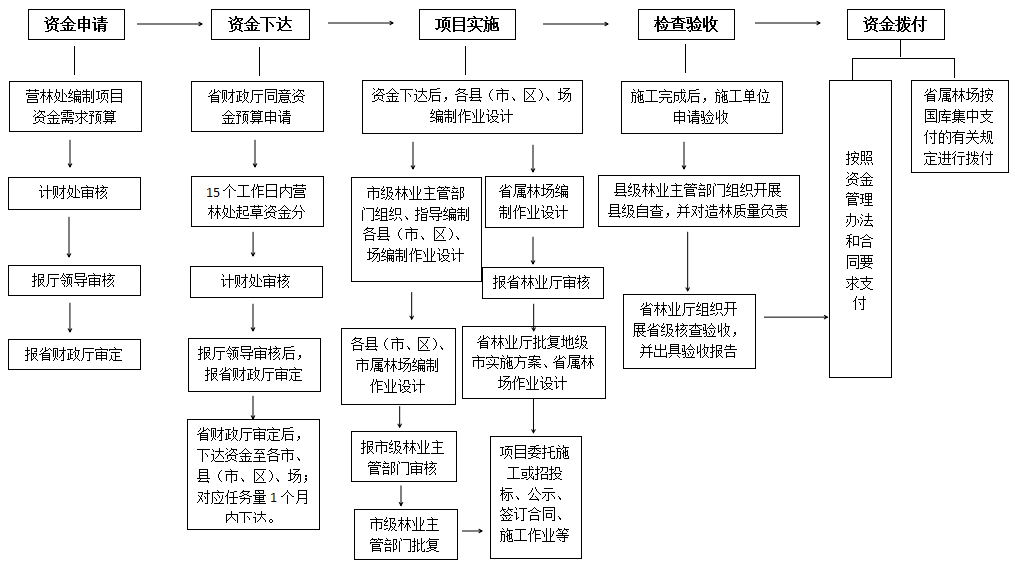 资金申请
资金下达
项目实施
检查验收
资金拨付
营林处编制项目
资金需求预算
计财处审核
报厅领导审核
报省财政厅审定
省财政厅同意资
金预算申请
15个工作日内营
林处起草资金分
计财处审核
报厅领导审核后，
报省财政厅审定
省财政厅审定后，
下达资金至各市、
县（市、区）、场；
对应任务量1个月
内下达。
资金下达后，各县（市、区）、场
编制作业设计
市级林业主管部
门组织、指导编制
各县（市、区）、
场编制作业设计
各县（市、区）、
市属林场编制
作业设计
报市级林业主
管部门审核
市级林业主
管部门批复
省属林场编
制作业设计
报省林业厅审核
省林业厅批复地级
市实施方案、省属林
场作业设计
项目委托施
工或招投
标、公示、
签订合同、
施工作业等
施工完成后，施工单位
申请验收
县级林业主管部门组织开展
县级自查，并对造林质量负责
省林业厅组织开
展省级核查验收，
并出具验收报告
按照
资金
管理
办法
和合
同要
求支
付
省属林场按
国库集中支
付的有关规
定进行拨付